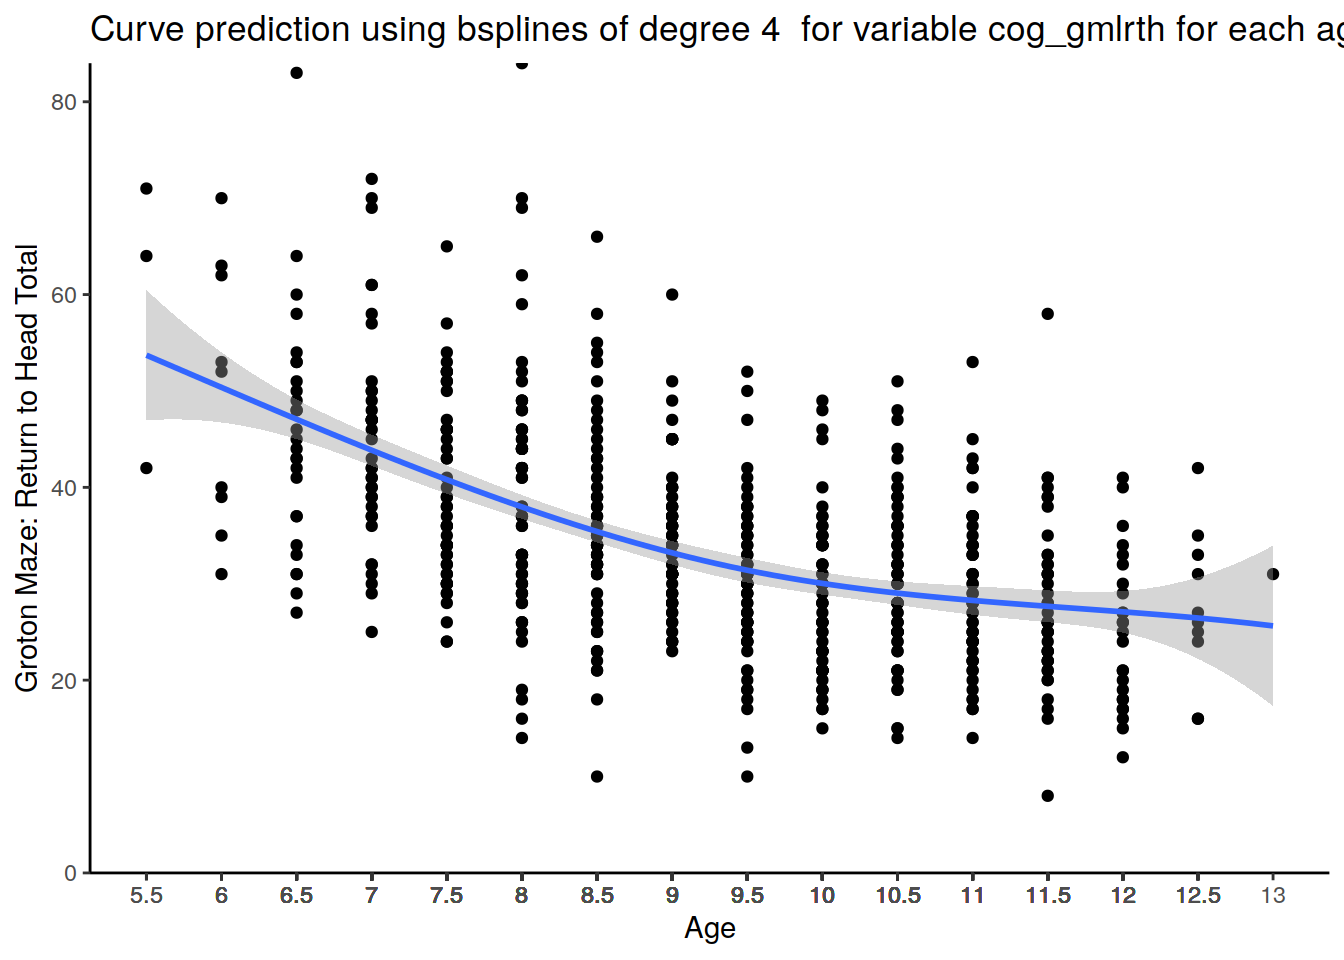 Curve prediction using bsplines of degree 4  for variable cog_gmlrth for each ag
Groton Maze: Return to Head Total
80
60
40
20
0
5.5 6 6.5 7 7.5 8 8.5 9 9.5 10 10.5 11 11.5 12 12.5 13
Age